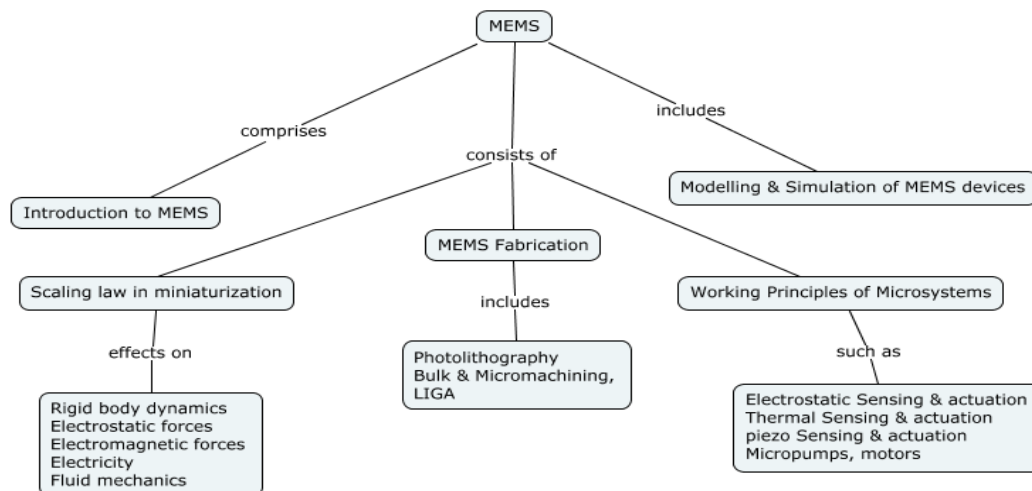 MEMS
includes
comprises
consists of
Modelling & Simulation of MEMS devices
Introduction to MEMS
MEMS Fabrication
Scaling law in miniaturization
Working Principles of Microsystems
includes
effects on
such as
Photolithography
Bulk & Micromachining,
LIGA
Rigid body dynamics
Electrostatic forces
Electromagnetic forces
Electricity
Fluid mechanics
Electrostatic Sensing & actuation
Thermal Sensing & actuation
piezo Sensing & actuation
Micropumps, motors